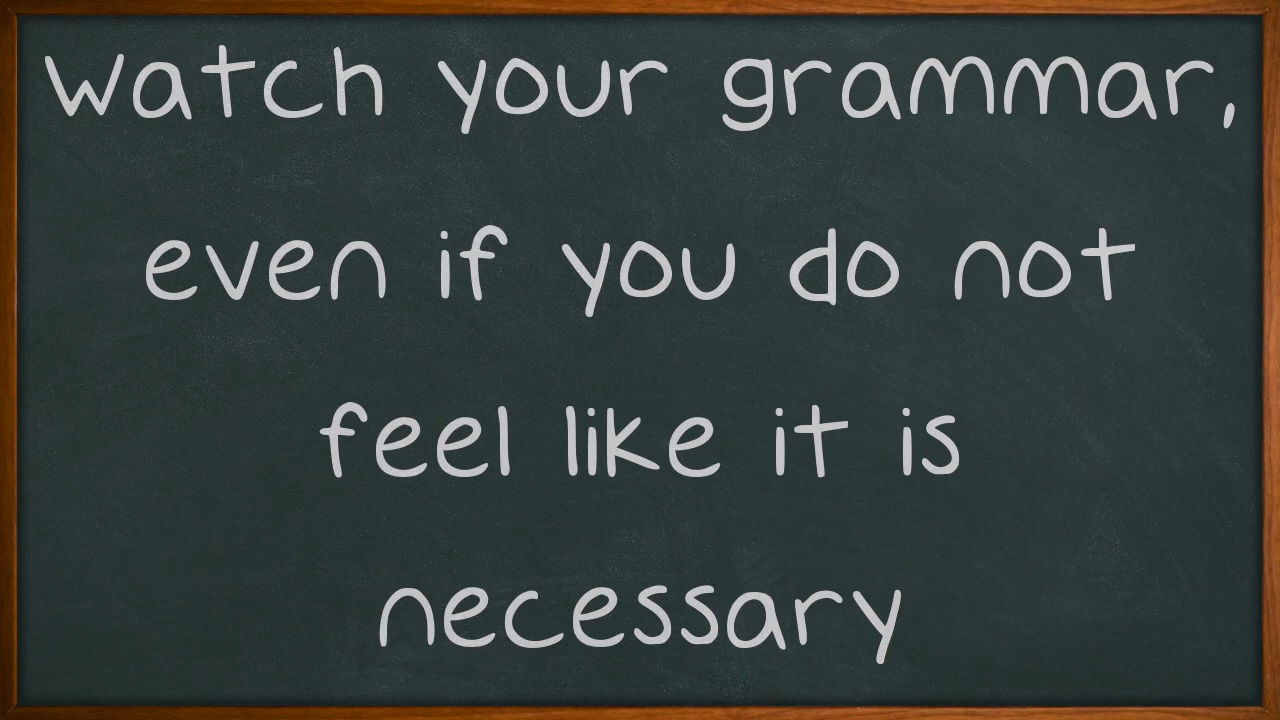 Watch your grammar,
even if you do not
feel like it is
necessary